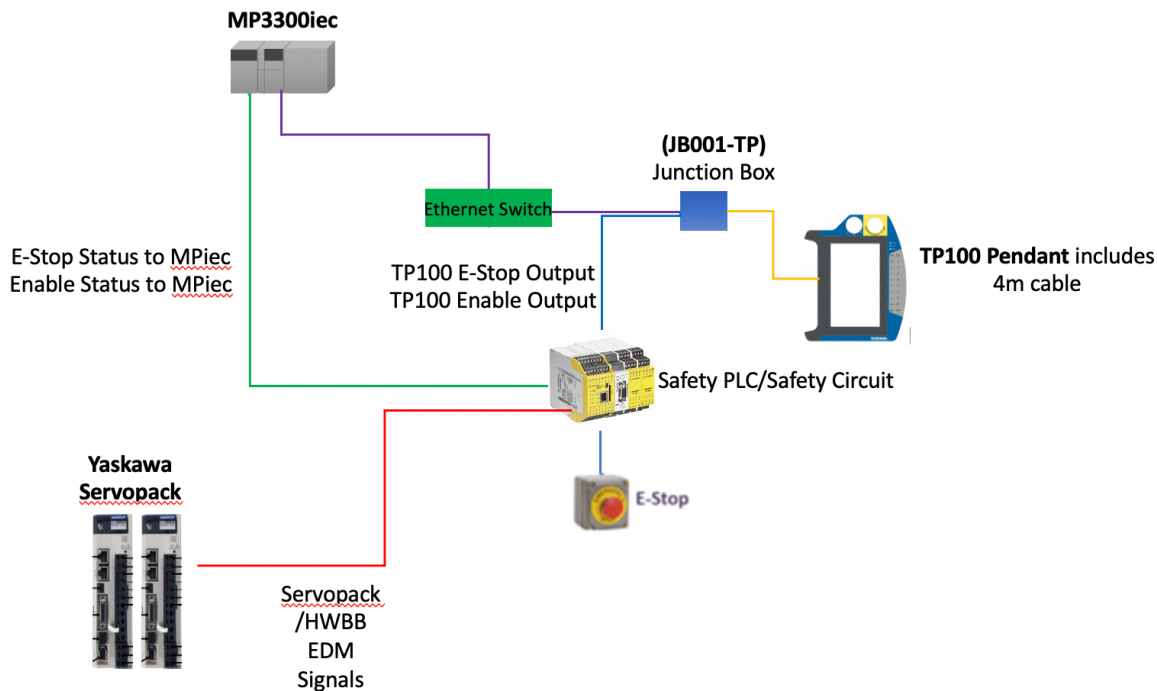 MP3300iec
(JB001-TP)
Junction Box
Ethernet Switch
E-Stop Status to MPiec
Enable Status to MPiec
TP100 E-Stop Output
TP100 Enable Output
TP100 Pendant includes
4m cable
Safety PLC/Safety Circuit
E-Stop
Yaskawa
Servopack
Servopack
/HWBB
EDM
Signals